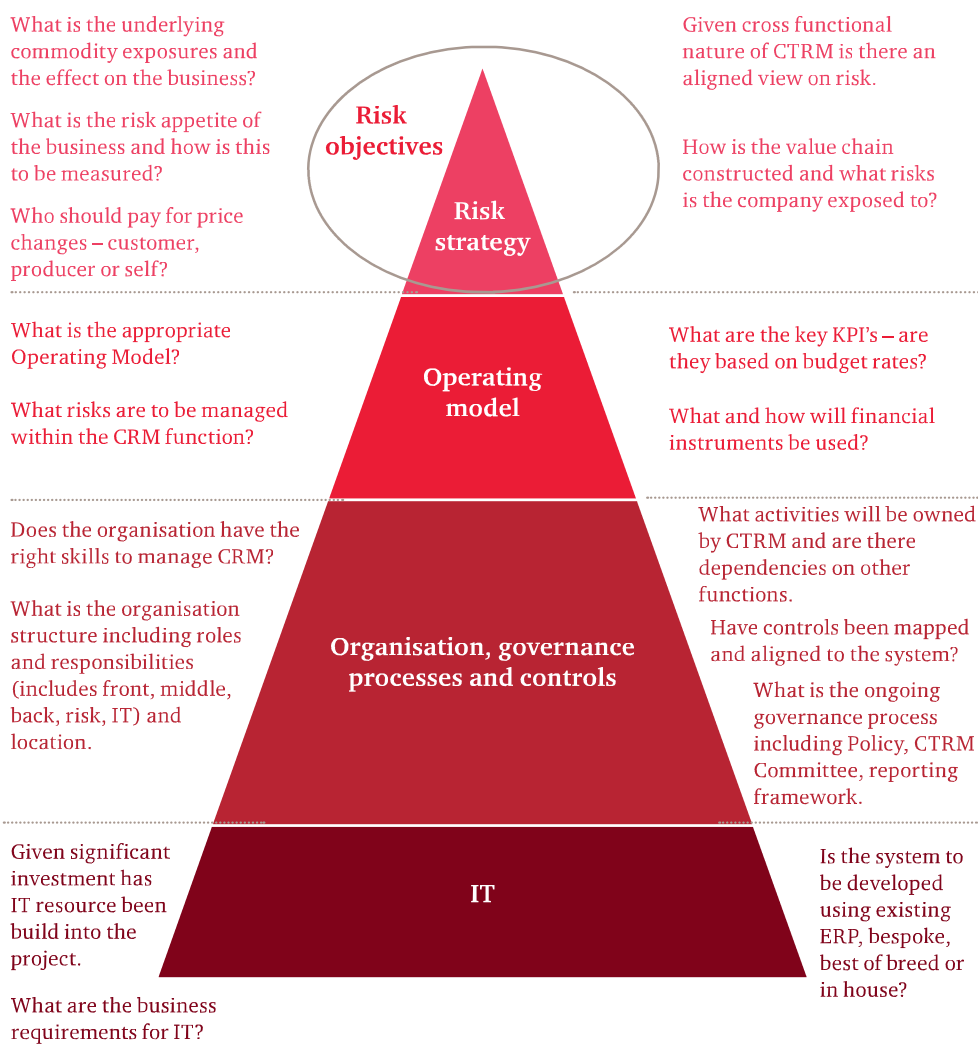 What is the underlying
commodity exposures and
the effect on the business?
What is the risk appetite of
the business and how is this
to be measured?
Who should pay for price
changes – customer,
producer or self?
Risk
objectives
Risk
strategy
Given cross functional
nature of CTRM is there an
aligned view on risk.
How is the value chain
constructed and what risks
is the company exposed to?
What is the appropriate
Operating Model?
What risks are to be managed
within the CRM function?
Operating
model
What are the key KPI's – are
they based on budget rates?
What and how will financial
instruments be used?
Does the organisation have the
right skills to manage CRM?
What is the organisation
structure including roles
and responsibilities
(includes front, middle,
back, risk, IT) and
location.
Organisation, governance
processes and controls
What activities will be owned
by CTRM and are there
dependencies on other
functions.
Have controls been mapped
and aligned to the system?
What is the ongoing
governance process
including Policy, CTRM
Committee, reporting
framework.
Given significant
investment has
IT resource been
build into the
project.
What are the business
requirements for IT?
IT
Is the system to
be developed
using existing
ERP, bespoke,
best of breed or
in house?